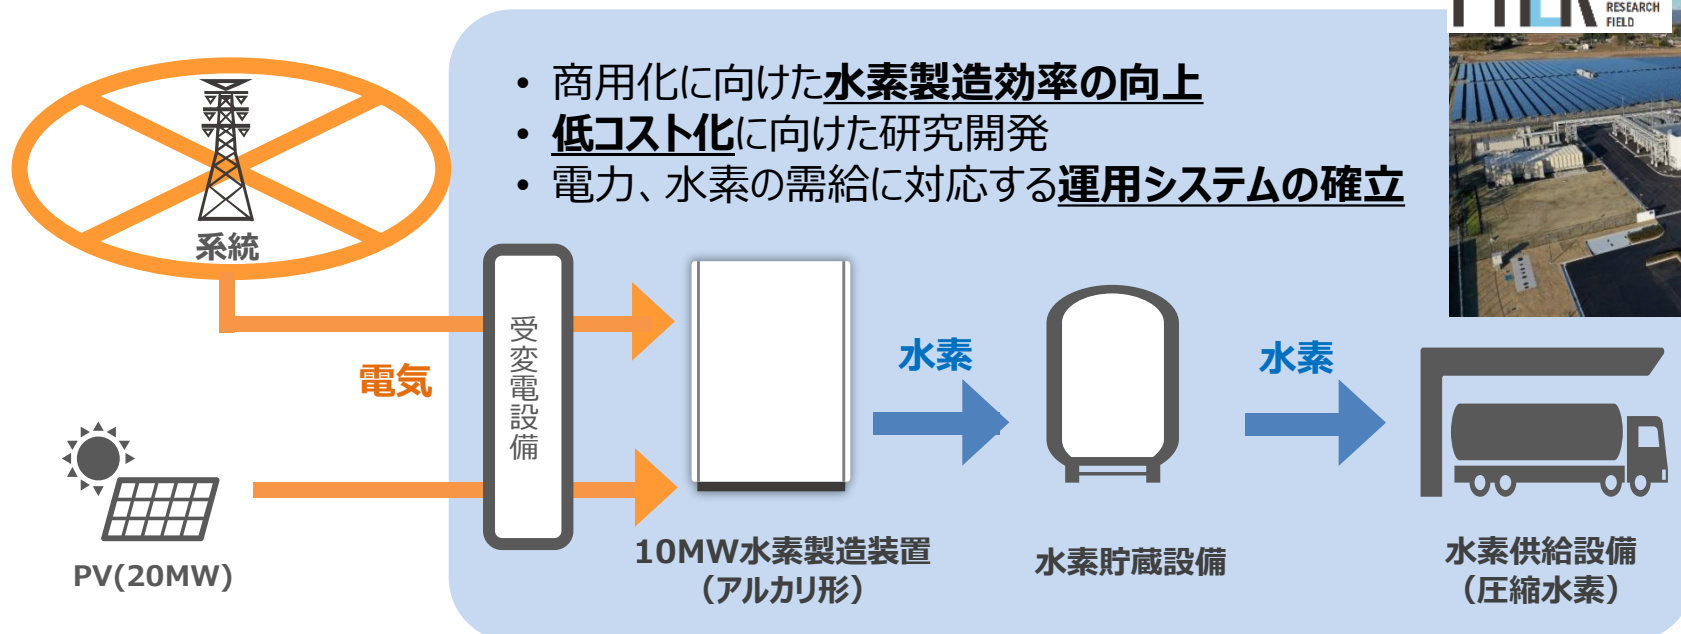 RESEARCH
FIELD
• 商用化に向けた水素製造効率の向上
• 低コスト化に向けた研究開発
• 電力、水素の需給に対応する運用システムの確立
系統
電気
受変電設備
水素
水素
PV(20MW)
10MW水素製造装置
（アルカリ形）
水素貯蔵設備
水素供給設備
（圧縮水素）